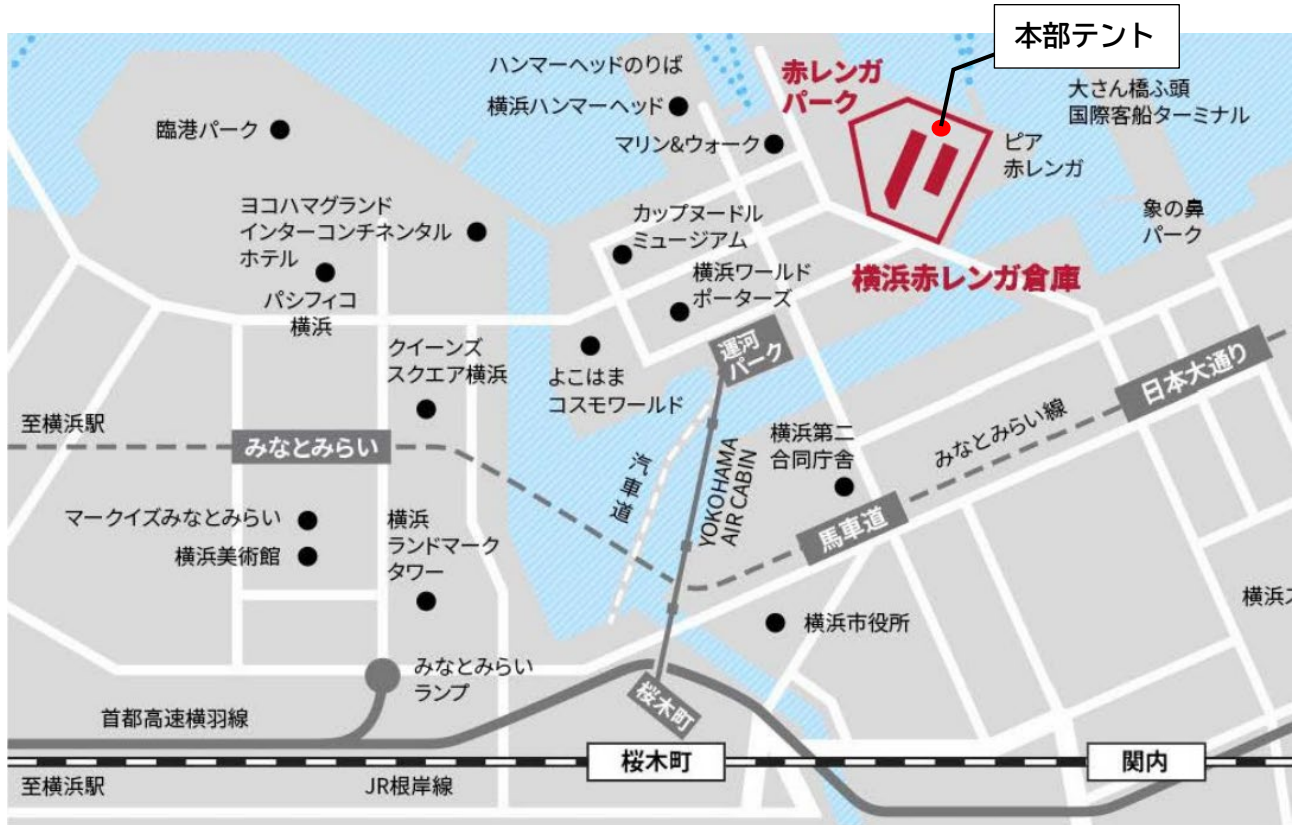 本部テント
ハンマーヘッドのりば
赤レンガ
パーク
大さん橋ふ頭
国際客船ターミナル
横浜ハンマーヘッド
臨港パーク
マリン&ウォーク
ピア
赤レンガ
ヨコハマグランド
インターコンチネンタル
ホテル
カップヌードル
ミュージアム
象の鼻
パーク
パシフィコ
横浜
横浜ワールド
ポーターズ
横浜赤レンガ倉庫
クイーンズ
スクエア横浜
よこはま
コスモワールド
運河
パーク
日本大通り
至横浜駅
みなとみらい
汽車道
YOKOHAMA
AIR CABIN
横浜第二
合同庁舎
みなとみらい線
馬車道
マークイズみなとみらい
横浜美術館
横浜
ランドマーク
タワー
横浜市役所
横浜ス
みなとみらい
ランプ
桜木町
首都高速横羽線
桜木町
関内
至横浜駅
JR根岸線